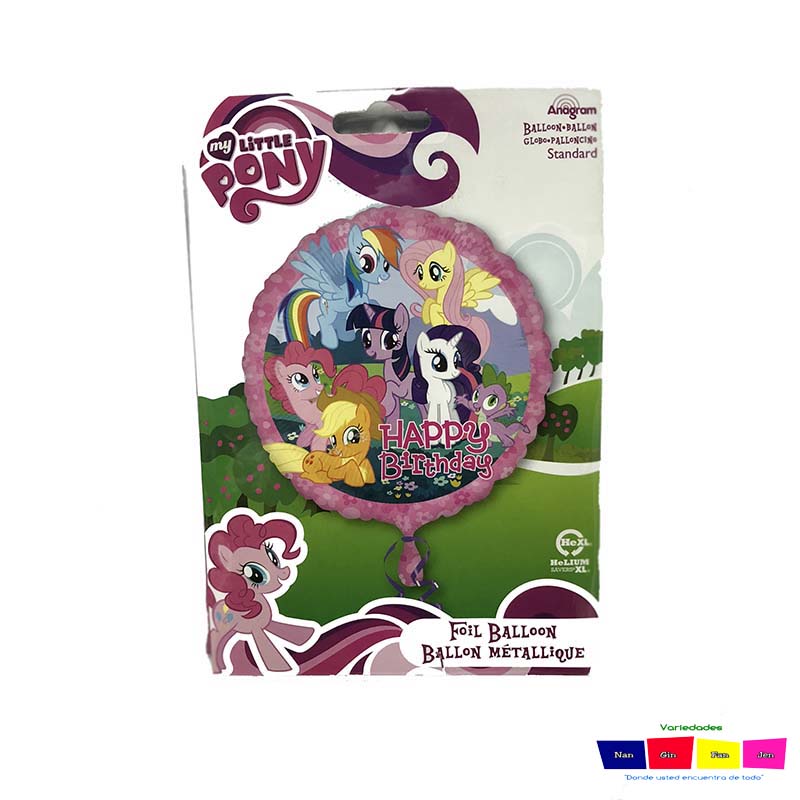 my LITTLE
PONY
Anagram
BALLOON•BALLON
GLOBO•PALLONCINO
Standard
HAPPY
Birthday
HeXL
HeLIUM
SAVERS XL
FOIL BALLOON
BALLON MÉTALLIQUE
Variedades
Nan Gin Fan Jen
"Donde usted encuentra de todo"